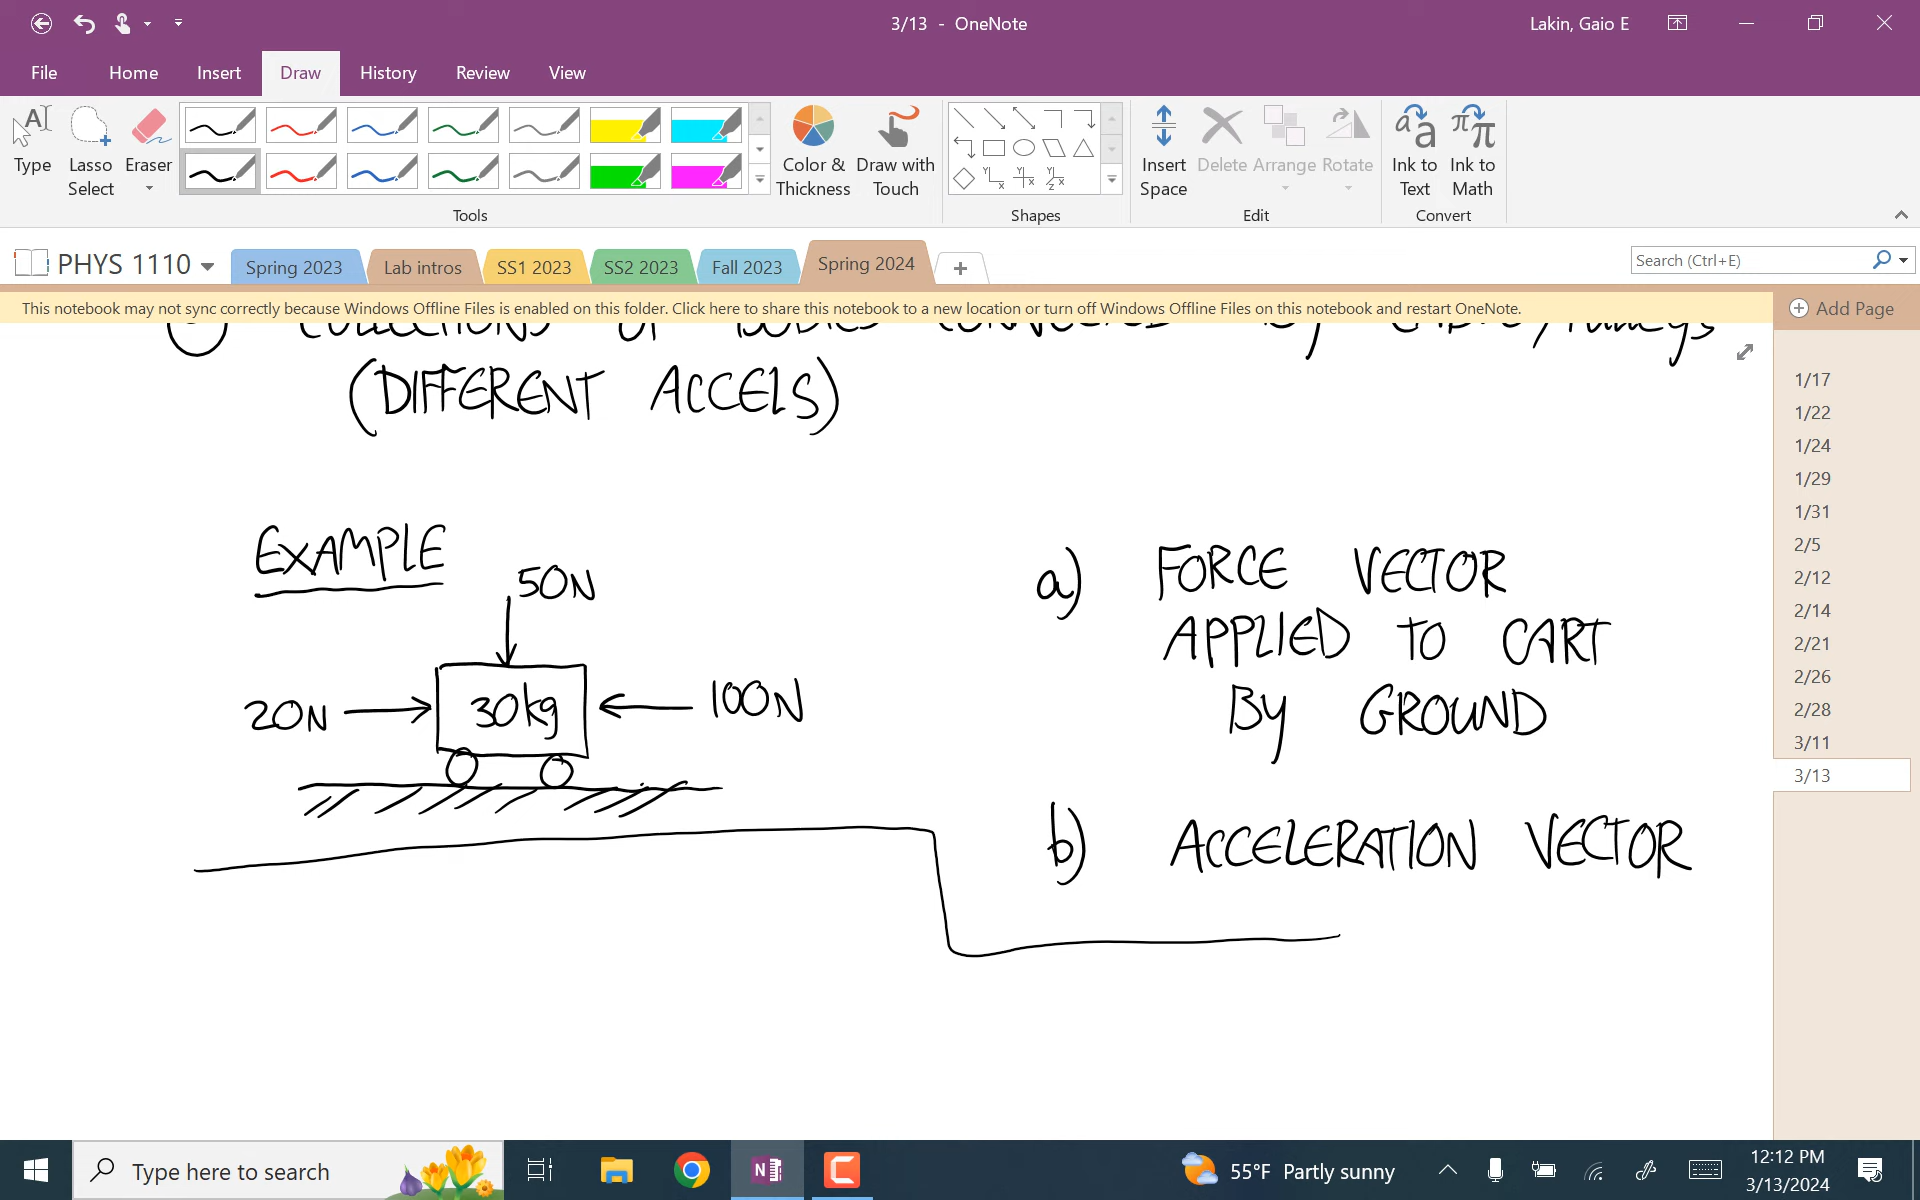 3/13 - OneNote
Lakin, Gaio E
File Home Insert Draw History Review View
Type
Lasso Select
Eraser
Color & Thickness
Draw with Touch
Insert Space
Delete
Arrange
Rotate
Ink to Text
Ink to Math
Tools
Shapes
Edit
Convert
PHYS 1110
Spring 2023
Lab intros
SS1 2023
SS2 2023
Fall 2023
Spring 2024
Search (Ctrl+E)
This notebook may not sync correctly because Windows Offline Files is enabled on this folder. Click here to share this notebook to a new location or turn off Windows Offline Files on this notebook and restart OneNote.
Add Page
(DIFFERENT ACCELS)
EXAMPLE
50N
20N
30kg
100N
a) FORCE VECTOR
APPLIED TO CART
By GROUND
b) ACCELERATION VECTOR
1/17
1/22
1/24
1/29
1/31
2/5
2/12
2/14
2/21
2/26
2/28
3/11
3/13
Type here to search
55°F Partly sunny
12:12 PM
3/13/2024